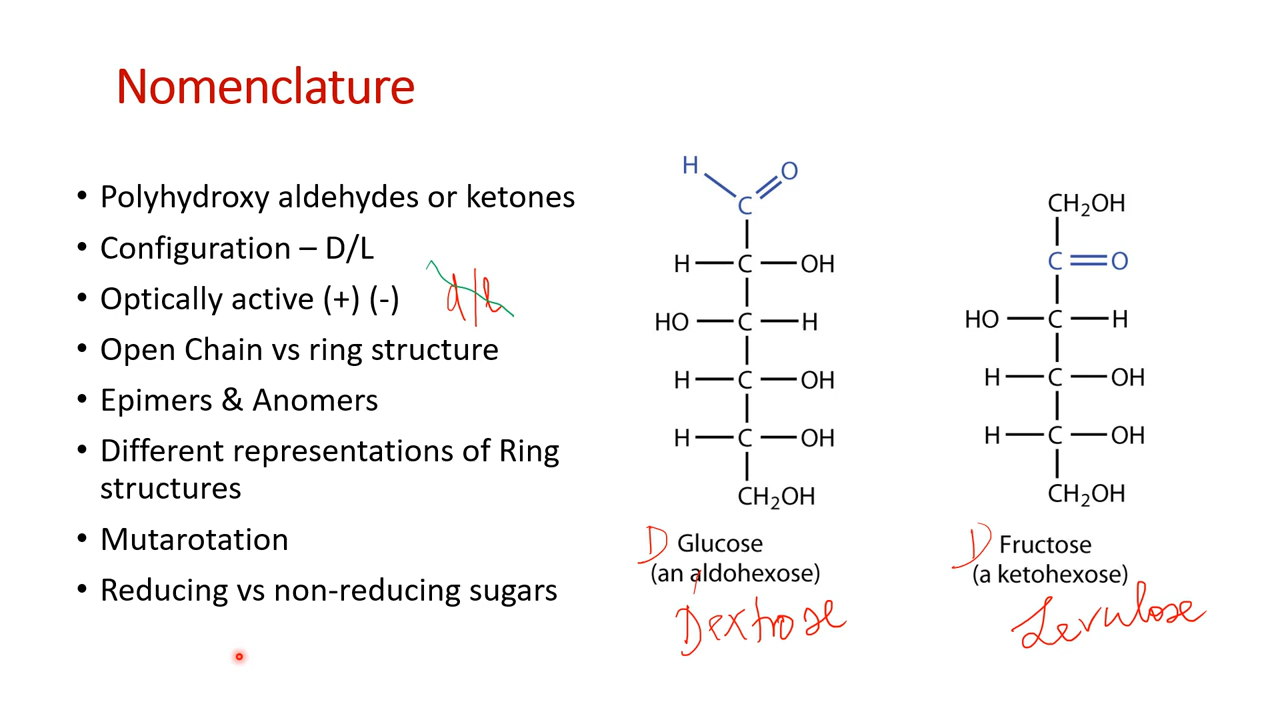 Nomenclature
• Polyhydroxy aldehydes or ketones
• Configuration – D/L
• Optically active (+) (-)
d/l
• Open Chain vs ring structure
• Epimers & Anomers
• Different representations of Ring
structures
• Mutarotation
• Reducing vs non-reducing sugars
H O
C
H C OH
HO C H
H C OH
H C OH
CH₂OH
D Glucose
(an aldohexose)
Dextrose
CH₂OH
C O
HO C H
H C OH
H C OH
CH₂OH
D Fructose
(a ketohexose)
Levulose